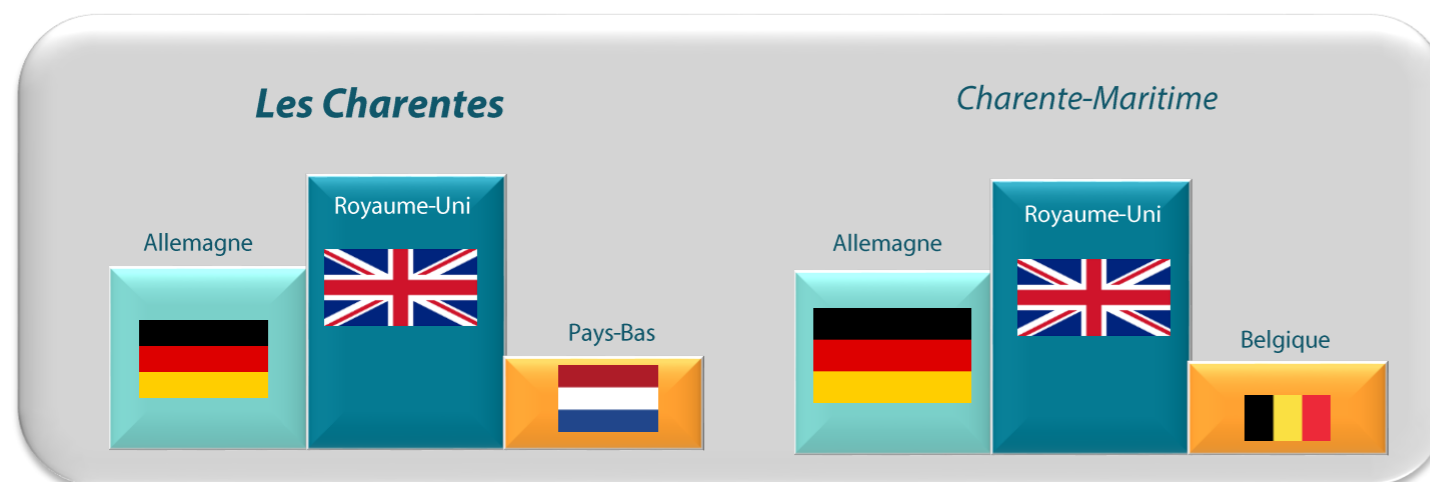 Les Charentes
Royaume-Uni
Allemagne
Pays-Bas
Charente-Maritime
Royaume-Uni
Allemagne
Belgique